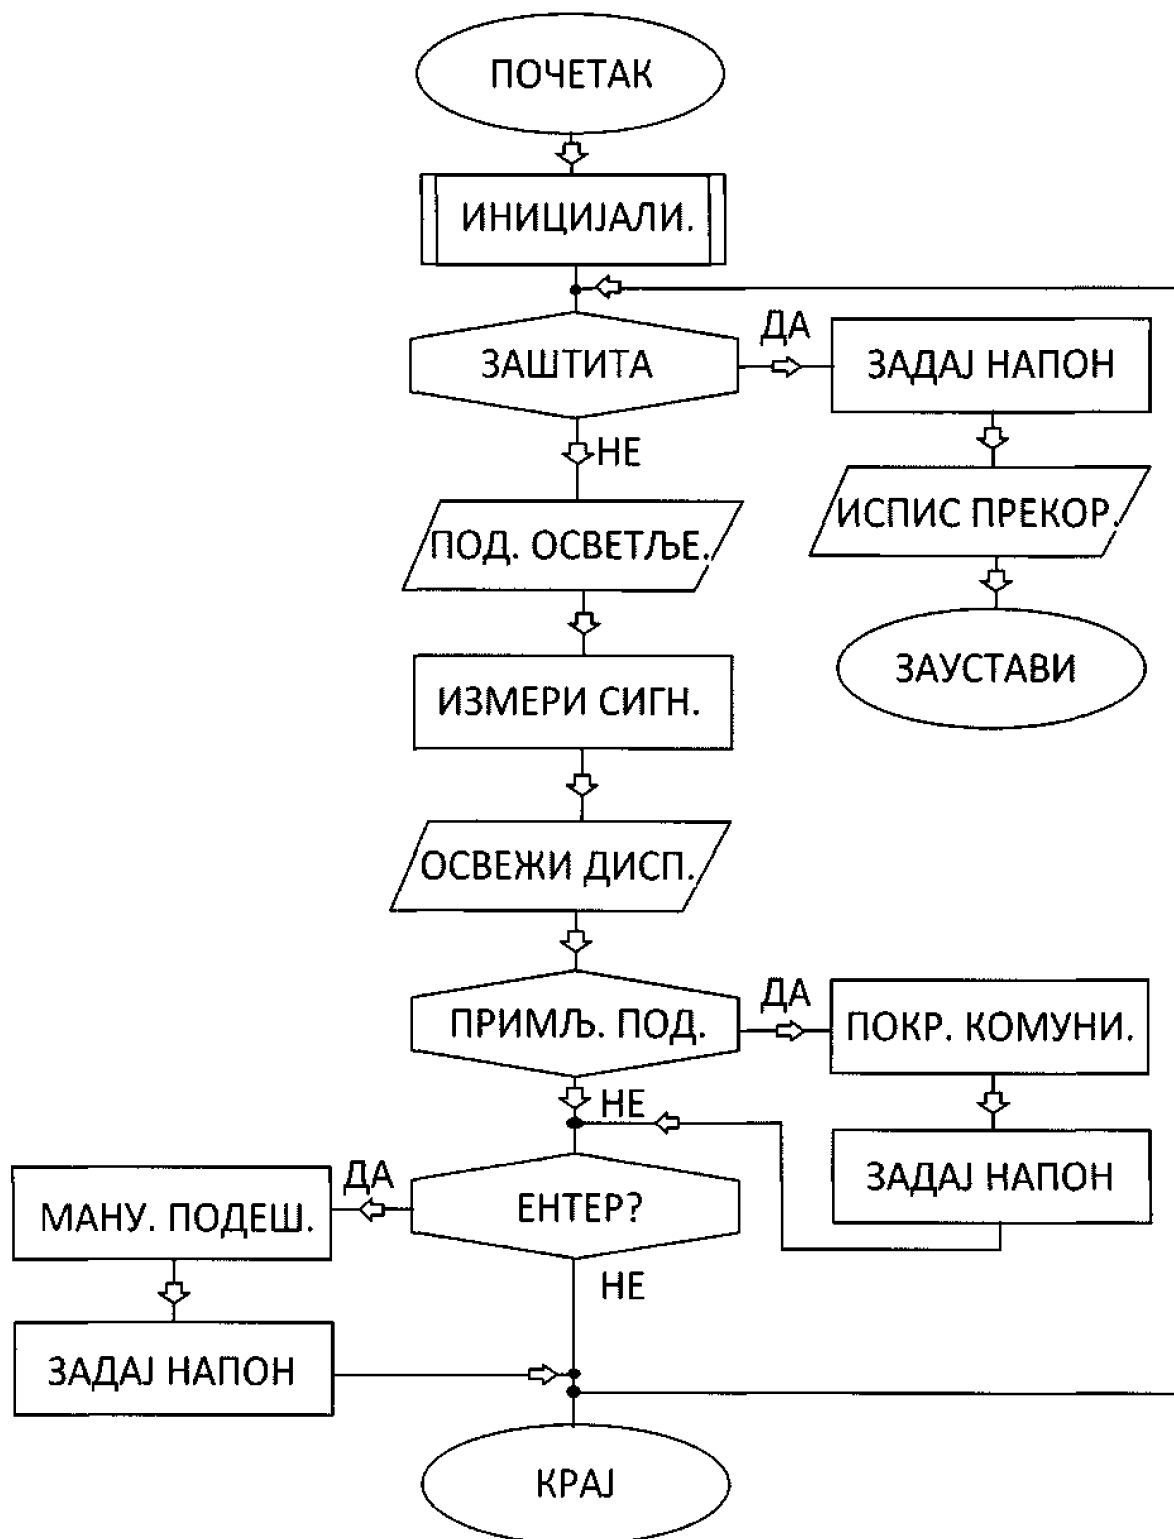 ПОЧЕТАК
ИНИЦИЈАЛИ.
ЗАШТИТА
ДА
ЗАДАЈ НАПОН
НЕ
ИСПИС ПРЕКОР.
ПОД. ОСВЕТЉЕ.
ЗАУСТАВИ
ИЗМЕРИ СИГН.
ОСВЕЖИ ДИСП.
ПРИМЉ. ПОД.
ДА
ПОКР. КОМУНИ.
НЕ
ЗАДАЈ НАПОН
ЕНТЕР?
ДА
МАНУ. ПОДЕШ.
НЕ
ЗАДАЈ НАПОН
КРАЈ